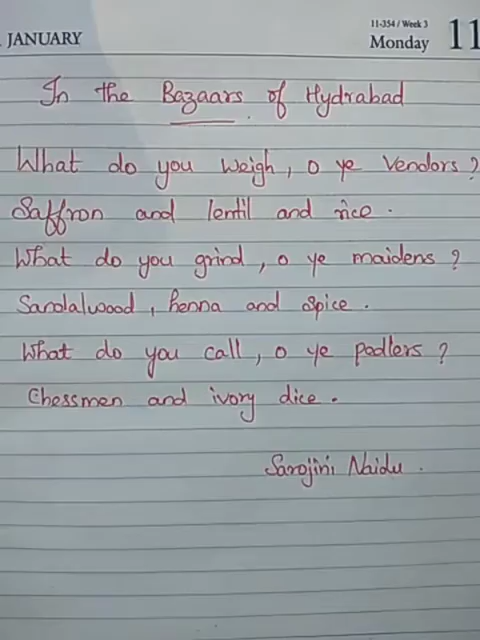 JANUARY
11-354 / Week 3
Monday 11
In the Bazaars of Hydrabad
What do you weigh, o ye Vendors?
Saffron and lentil and rice.
What do you grind, o ye maidens?
Sandalwood, henna and spice.
What do you call, o ye pedlers?
Chessmen and ivory dice.
Sarojini Naidu.